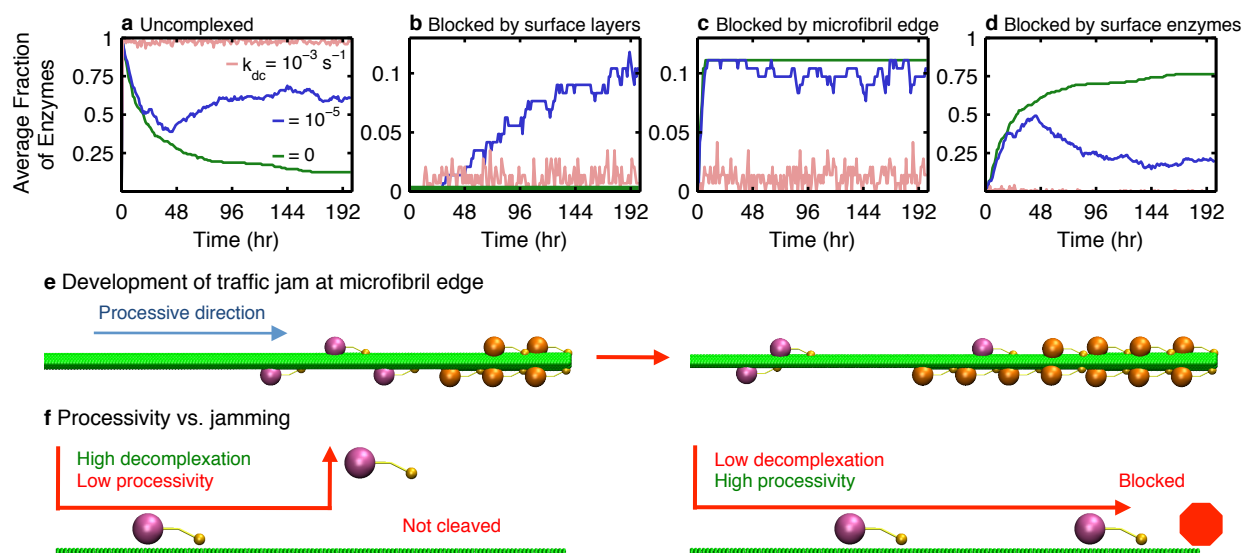 a Uncomplexed
b Blocked by surface layers
c Blocked by microfibril edge
d Blocked by surface enzymes
Average Fraction
of Enzymes
1
0.75
0.5
0.25
k_dc = 10⁻³ s⁻¹
= 10⁻⁵
= 0
0 48 96 144 192
Time (hr)
0.1
0.05
0
0 48 96 144 192
Time (hr)
0.1
0.05
0
0 48 96 144 192
Time (hr)
1
0.75
0.5
0.25
0 48 96 144 192
Time (hr)
e Development of traffic jam at microfibril edge
Processive direction
f Processivity vs. jamming
High decomplexation
Low processivity
Not cleaved
Low decomplexation
High processivity
Blocked